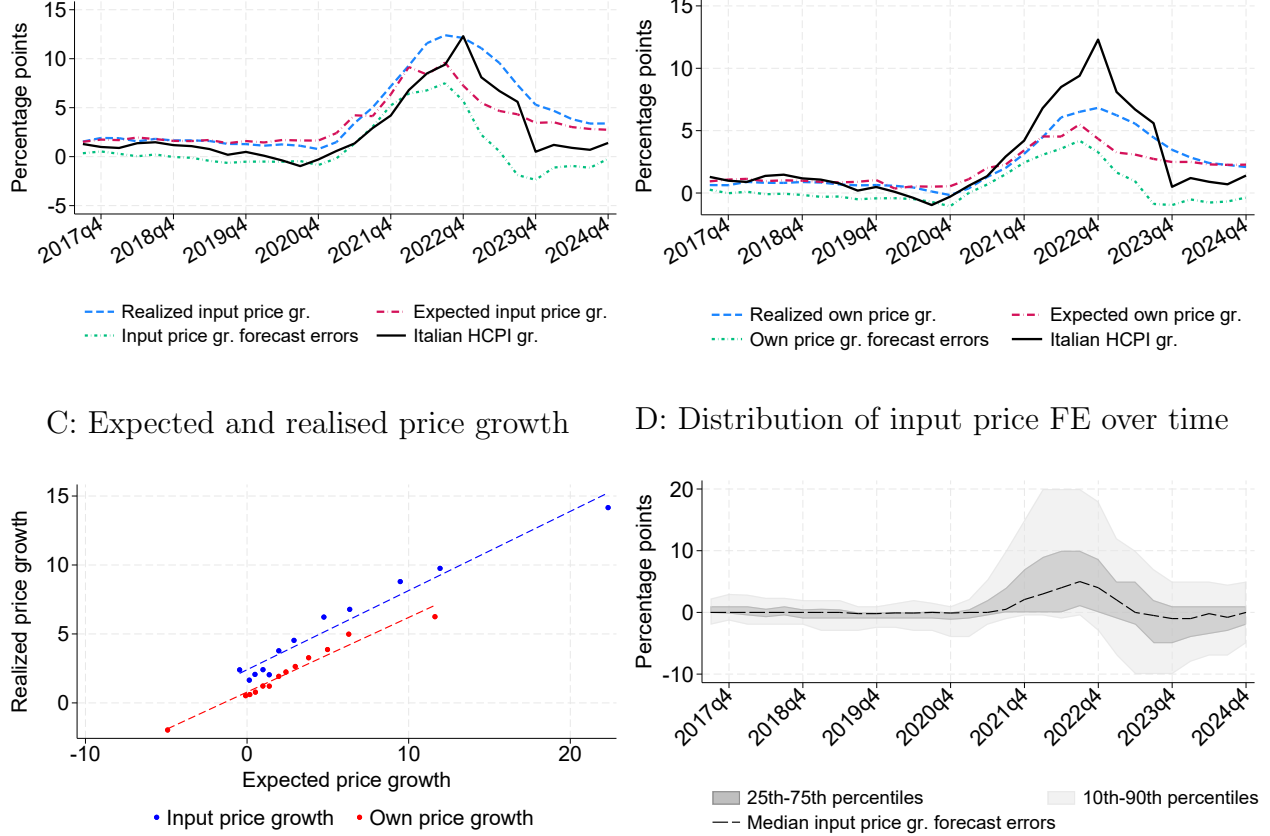 Percentage points
15
10
5
0
-5
2017q4 2018q4 2019q4 2020q4 2021q4 2022q4 2023q4 2024q4
Realized input price gr. Expected input price gr.
Input price gr. forecast errors Italian HCPI gr.
Percentage points
15
10
5
0
2017q4 2018q4 2019q4 2020q4 2021q4 2022q4 2023q4 2024q4
Realized own price gr. Expected own price gr.
Own price gr. forecast errors Italian HCPI gr.
C: Expected and realised price growth
Realized price growth
15
10
5
0
-10 0 10 20
Expected price growth
Input price growth Own price growth
D: Distribution of input price FE over time
Percentage points
20
10
0
-10
2017q4 2018q4 2019q4 2020q4 2021q4 2022q4 2023q4 2024q4
25th-75th percentiles 10th-90th percentiles
Median input price gr. forecast errors